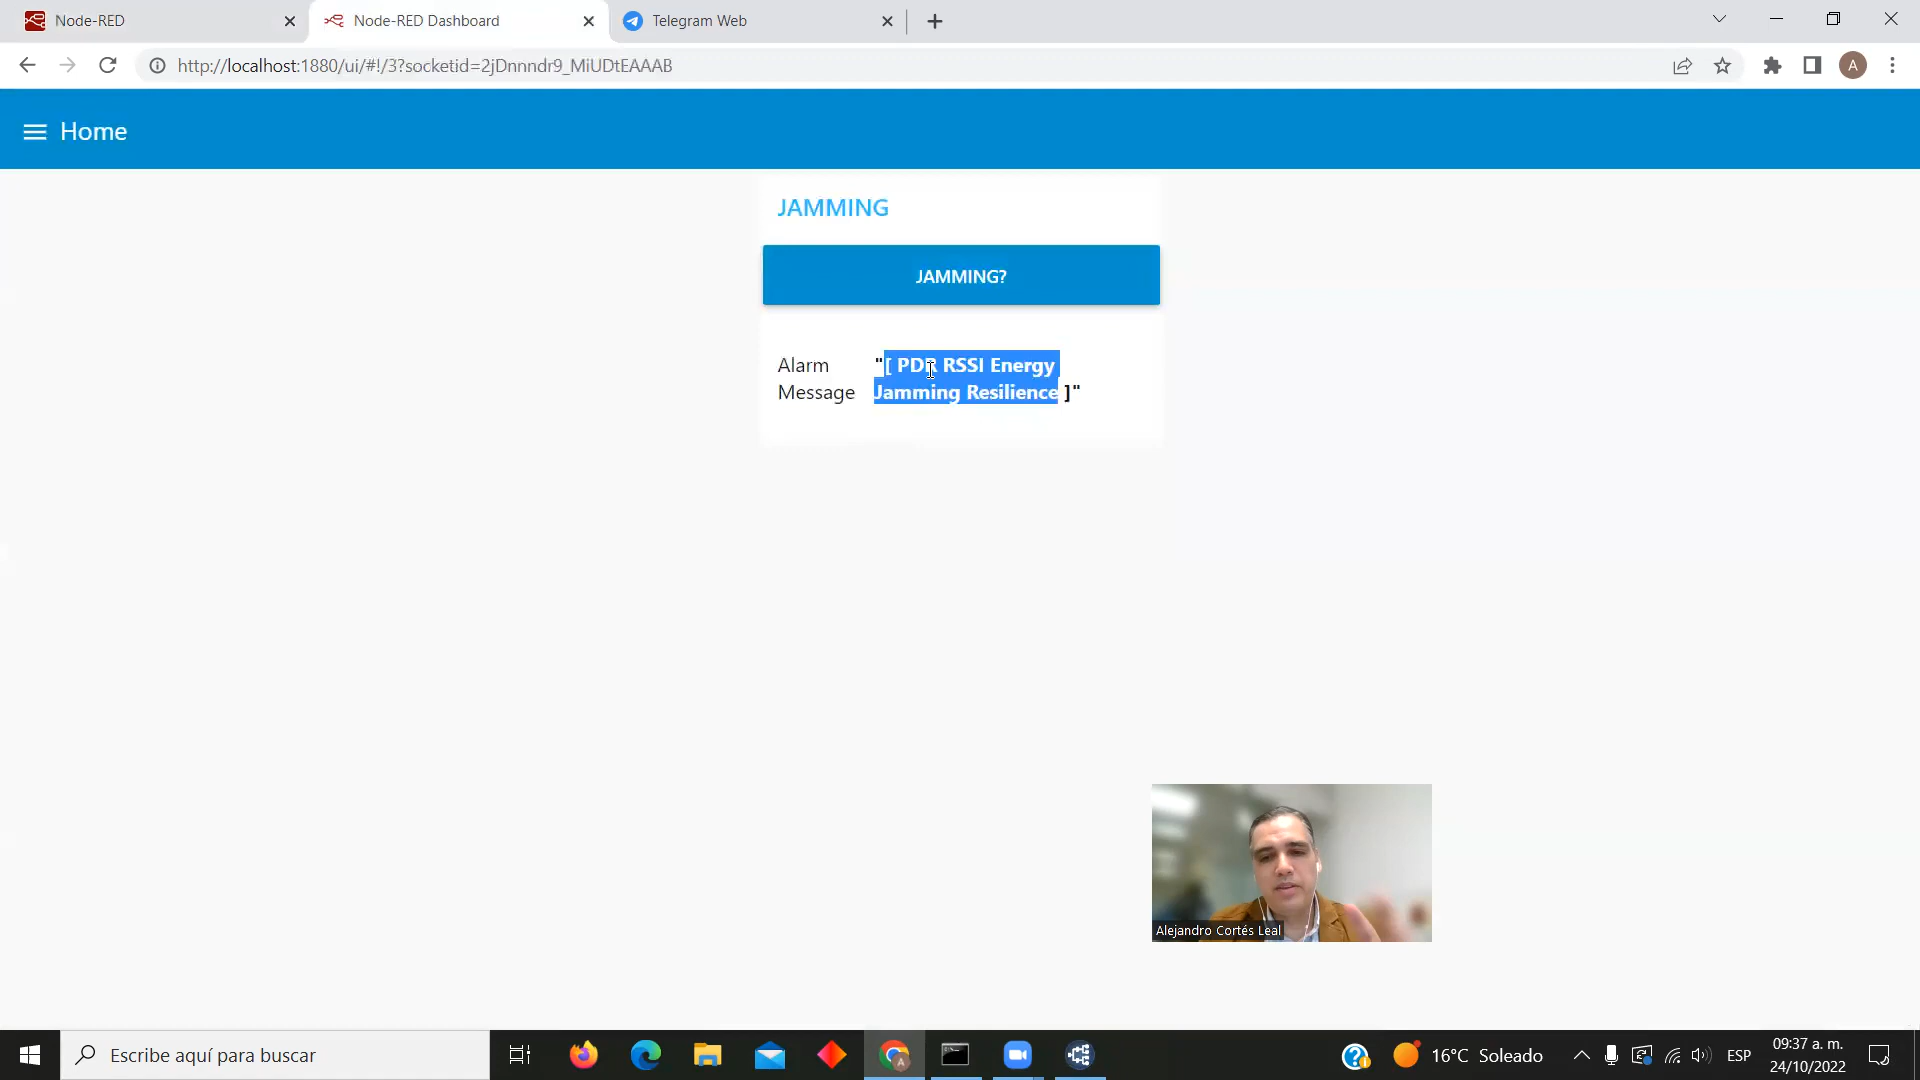 Node-RED
Node-RED Dashboard
Telegram Web
http://localhost:1880/ui/#!/3?socketid=2jDnnndr9_MiUDtEAAAB
A
Home
JAMMING
JAMMING?
Alarm
Message
"[ PDR RSSI Energy
Jamming Resilience ]"
Alejandro Cortés Leal
Escribe aquí para buscar
A
16°C Soleado
ESP
09:37 a. m.
24/10/2022